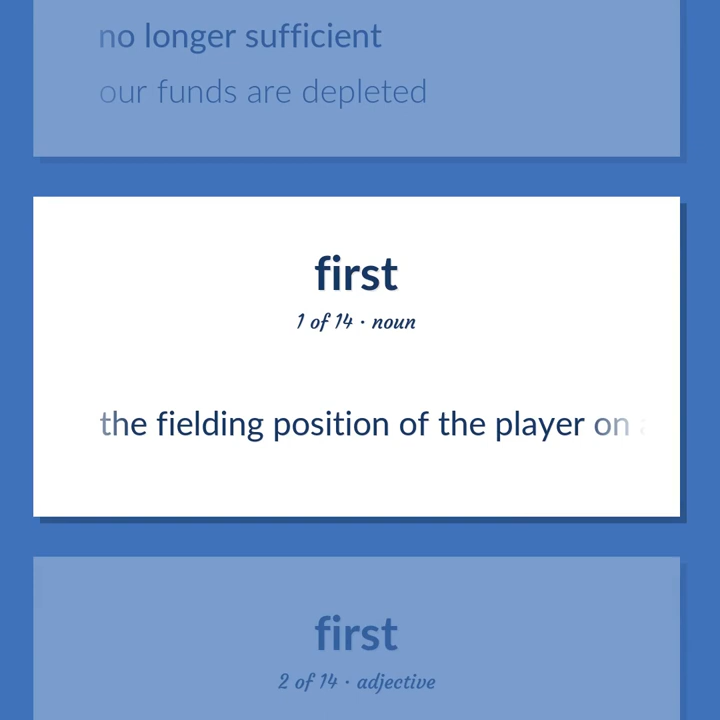 no longer sufficient
our funds are depleted
first
1 of 14 · noun
the fielding position of the player on
first
2 of 14 · adjective